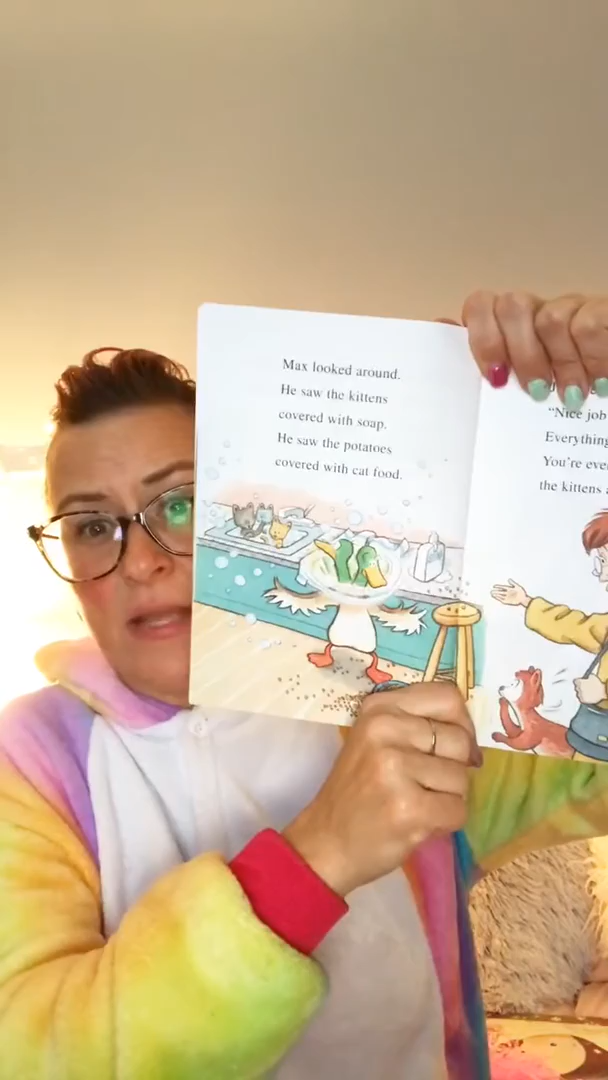 Max looked around.
He saw the kittens
covered with soap.
He saw the potatoes
covered with cat food.
"Nice job
Everything
You're eve
the kittens a